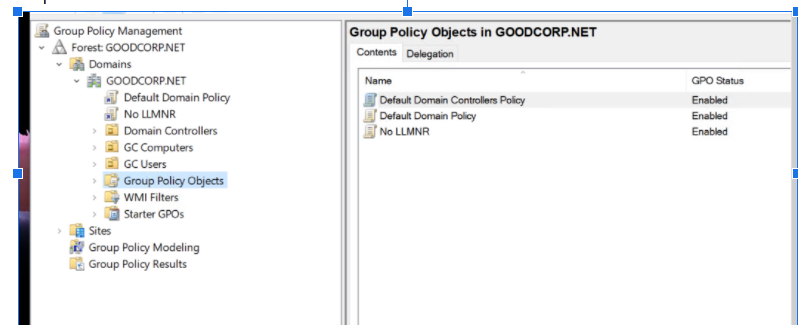 Group Policy Management
Forest: GOODCORP.NET
Domains
GOODCORP.NET
Default Domain Policy
No LLMNR
Domain Controllers
GC Computers
GC Users
Group Policy Objects
WMI Filters
Starter GPOs
Sites
Group Policy Modeling
Group Policy Results
Group Policy Objects in GOODCORP.NET
Contents Delegation
Name GPO Status
Default Domain Controllers Policy Enabled
Default Domain Policy Enabled
No LLMNR Enabled